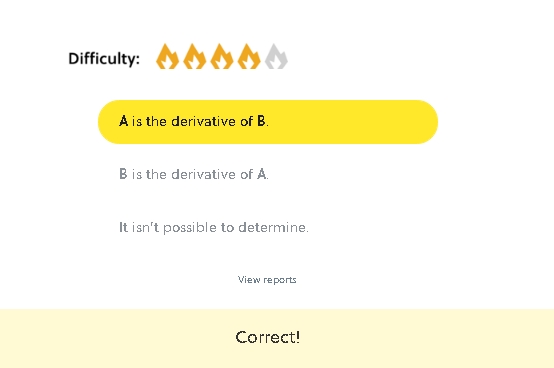 Difficulty:
A is the derivative of B.
B is the derivative of A.
It isn't possible to determine.
View reports
Correct!